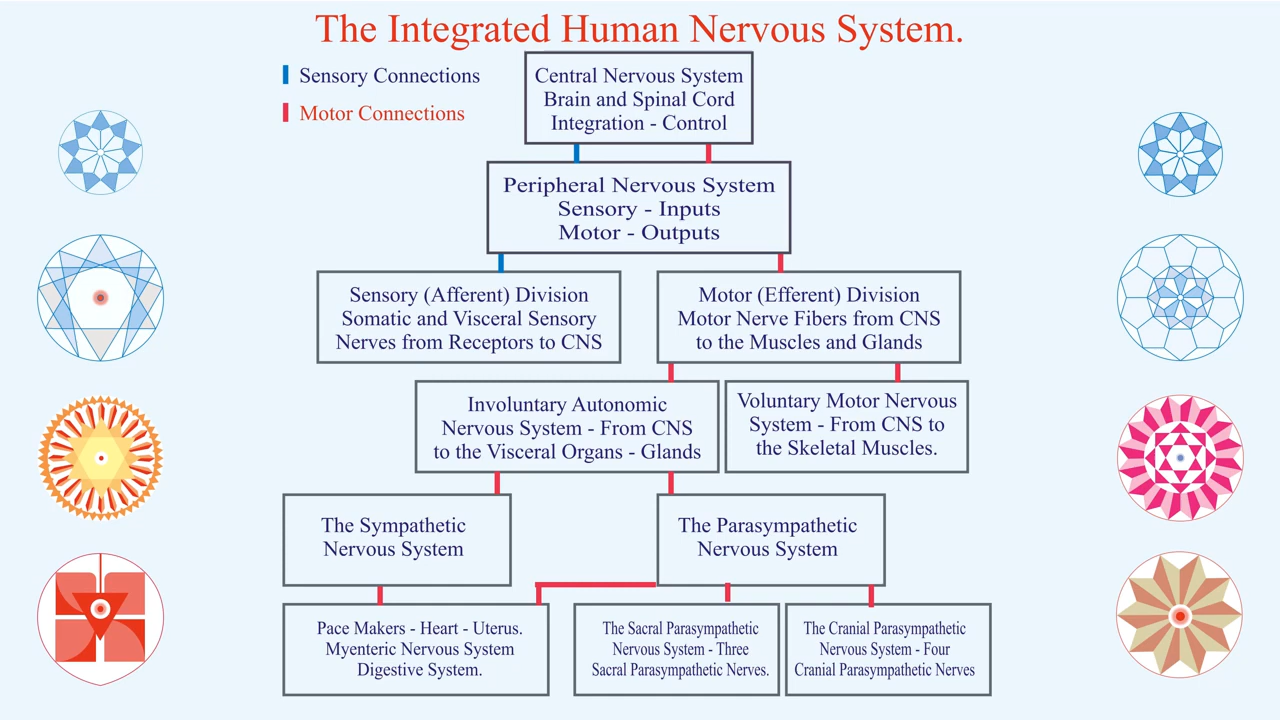 The Integrated Human Nervous System.
Sensory Connections
Motor Connections
Central Nervous System
Brain and Spinal Cord
Integration - Control
Peripheral Nervous System
Sensory - Inputs
Motor - Outputs
Sensory (Afferent) Division
Somatic and Visceral Sensory
Nerves from Receptors to CNS
Motor (Efferent) Division
Motor Nerve Fibers from CNS
to the Muscles and Glands
Involuntary Autonomic
Nervous System - From CNS
to the Visceral Organs - Glands
Voluntary Motor Nervous
System - From CNS to
the Skeletal Muscles.
The Sympathetic
Nervous System
The Parasympathetic
Nervous System
Pace Makers - Heart - Uterus.
Myenteric Nervous System
Digestive System.
The Sacral Parasympathetic
Nervous System - Three
Sacral Parasympathetic Nerves.
The Cranial Parasympathetic
Nervous System - Four
Cranial Parasympathetic Nerves